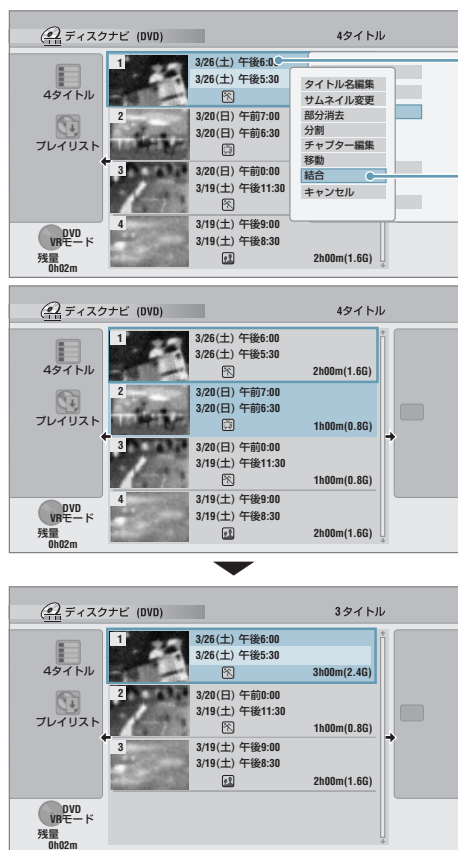 ディスクナビ (DVD)
4タイトル
4タイトル
プレイリスト
DVD
VRモード
残量
0h02m
1
3/26(土) 午後6:0
3/26(土) 午後5:30
2
3/20(日) 午前7:00
3/20(日) 午前6:30
3
3/20(日) 午前0:00
3/19(土) 午後11:30
4
3/19(土) 午後9:00
3/19(土) 午後8:30
2h00m(1.6G)
タイトル名編集
サムネイル変更
部分消去
分割
チャプター編集
移動
結合
キャンセル
ディスクナビ (DVD)
4タイトル
4タイトル
プレイリスト
DVD
VRモード
残量
0h02m
1
3/26(土) 午後6:00
3/26(土) 午後5:30
2h00m(1.6G)
2
3/20(日) 午前7:00
3/20(日) 午前6:30
1h00m(0.8G)
3
3/20(日) 午前0:00
3/19(土) 午後11:30
1h00m(0.8G)
4
3/19(土) 午後9:00
3/19(土) 午後8:30
2h00m(1.6G)
ディスクナビ (DVD)
3タイトル
4タイトル
プレイリスト
DVD
VRモード
残量
0h02m
1
3/26(土) 午後6:00
3/26(土) 午後5:30
3h00m(2.4G)
2
3/20(日) 午前0:00
3/19(土) 午後11:30
1h00m(0.8G)
3
3/19(土) 午後9:00
3/19(土) 午後8:30
2h00m(1.6G)